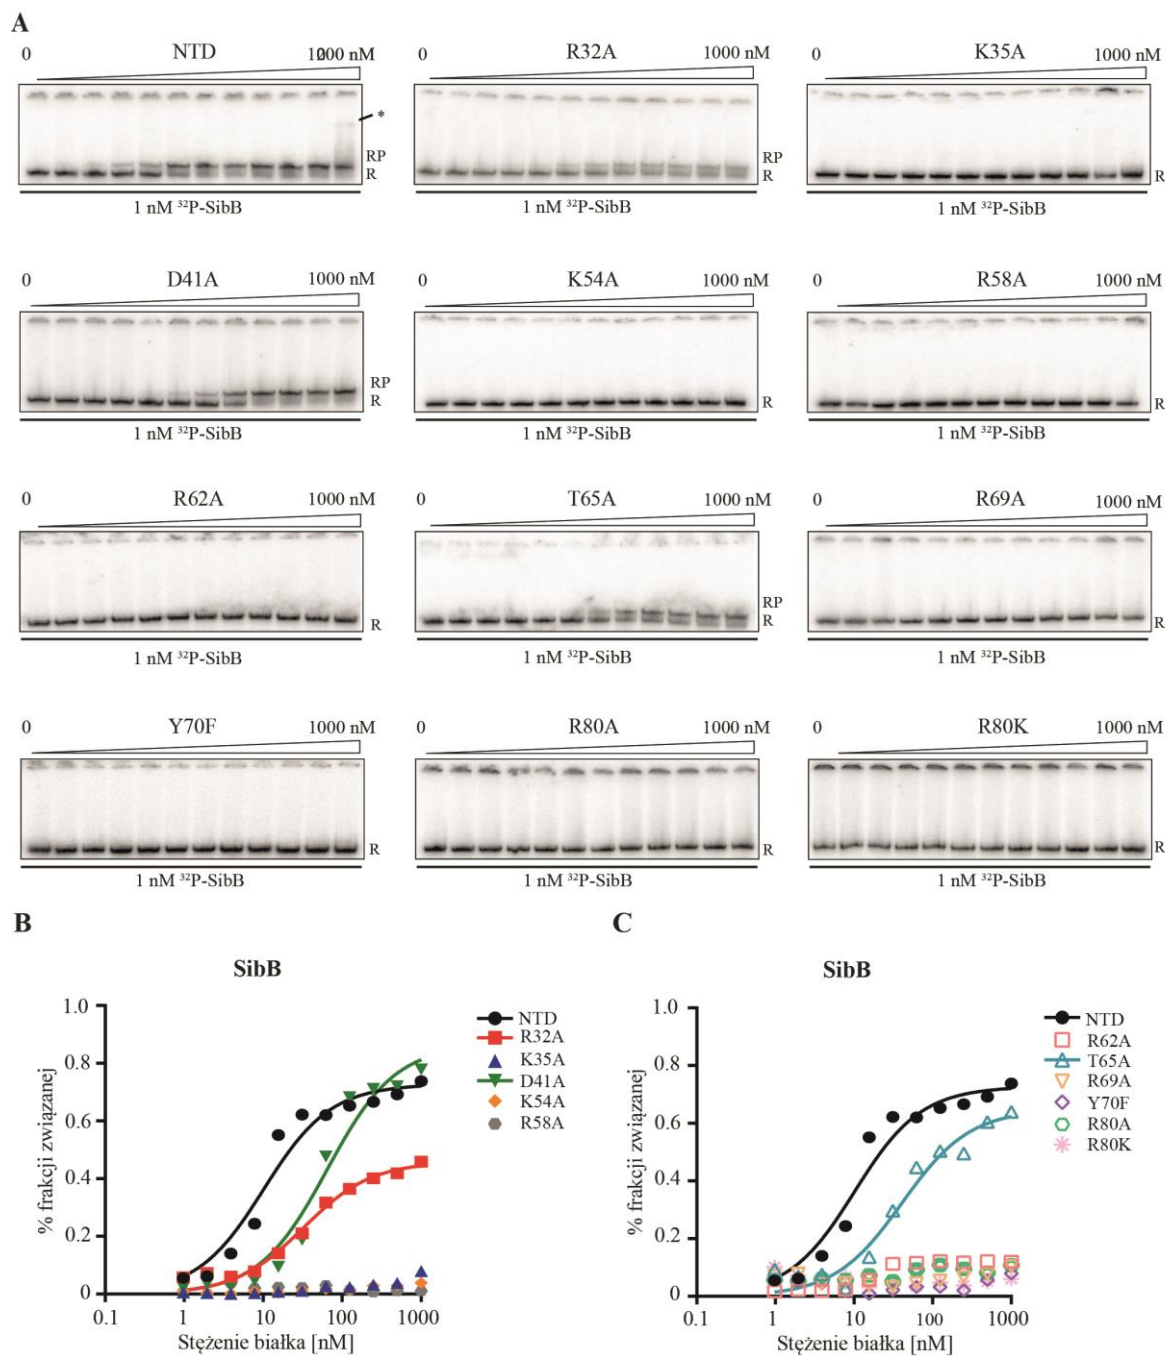 A
0 NTD 1000 nM
0 R32A 1000 nM
0 K35A 1000 nM
*
RP
R
RP
R
R
1 nM ³²P-SibB
1 nM ³²P-SibB
1 nM ³²P-SibB
0 D41A 1000 nM
0 K54A 1000 nM
0 R58A 1000 nM
RP
R
R
R
1 nM ³²P-SibB
1 nM ³²P-SibB
1 nM ³²P-SibB
0 R62A 1000 nM
0 T65A 1000 nM
0 R69A 1000 nM
R
RP
R
R
1 nM ³²P-SibB
1 nM ³²P-SibB
1 nM ³²P-SibB
0 Y70F 1000 nM
0 R80A 1000 nM
0 R80K 1000 nM
R
R
R
1 nM ³²P-SibB
1 nM ³²P-SibB
1 nM ³²P-SibB
B
SibB
% frakcji związanej
1.0
0.8
0.6
0.4
0.2
0
0.1 1 10 100 1000
Stężenie białka [nM]
NTD
R32A
K35A
D41A
K54A
R58A
C
SibB
% frakcji związanej
1.0
0.8
0.6
0.4
0.2
0
0.1 1 10 100 1000
Stężenie białka [nM]
NTD
R62A
T65A
R69A
Y70F
R80A
R80K